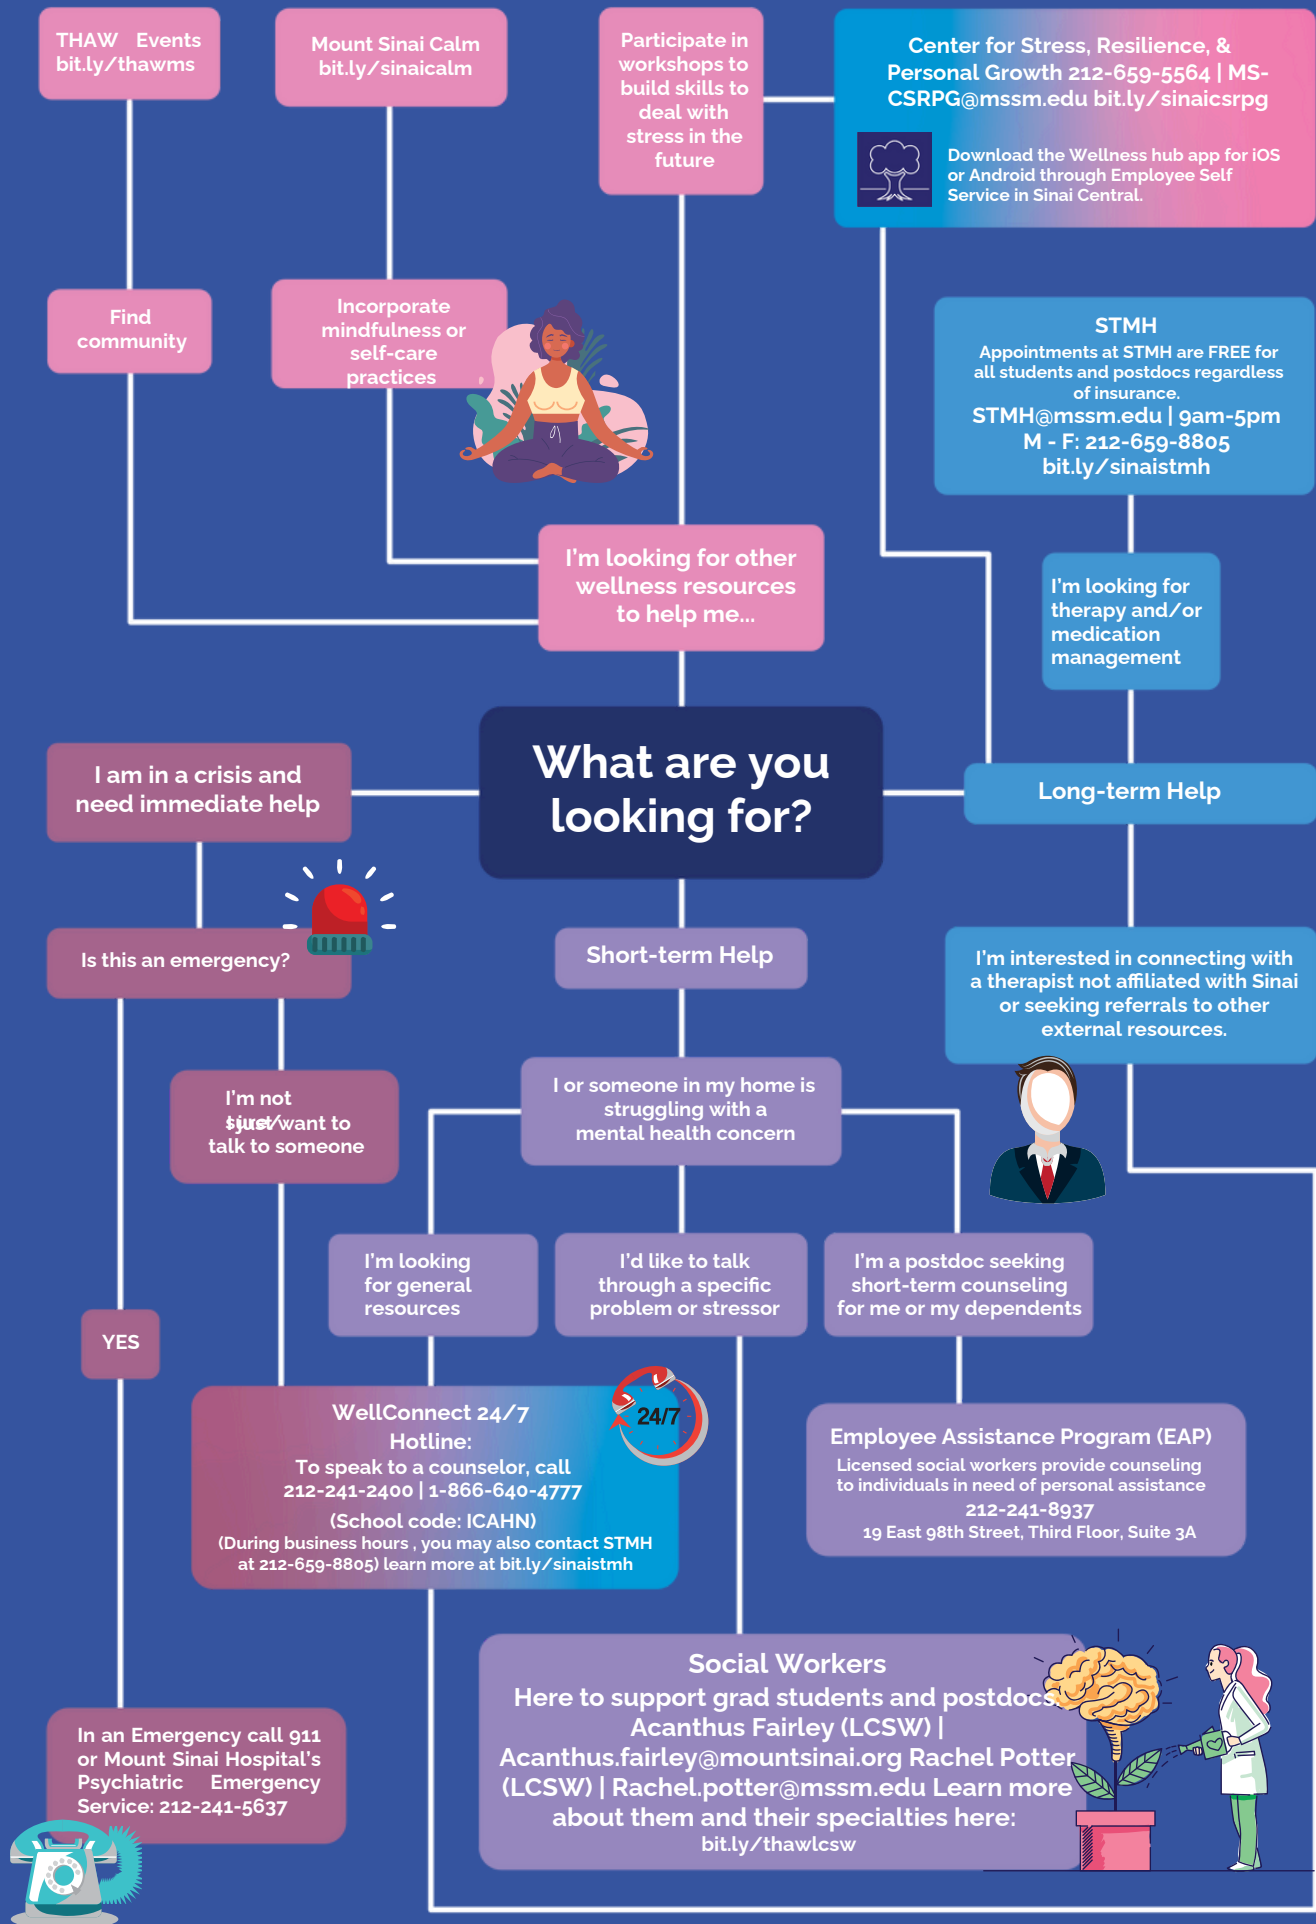 THAW Events
bit.ly/thawms
Mount Sinai Calm
bit.ly/sinaicalm
Participate in
workshops to
build skills to
deal with
stress in the
future
Center for Stress, Resilience, &
Personal Growth 212-659-5564 | MS-
CSRPG@mssm.edu bit.ly/sinaicsrpg
Download the Wellness hub app for iOS
or Android through Employee Self
Service in Sinai Central.
Find
community
Incorporate
mindfulness or
self-care
practices
STMH
Appointments at STMH are FREE for
all students and postdocs regardless
of insurance.
STMH@mssm.edu | 9am-5pm
M - F: 212-659-8805
bit.ly/sinaistmh
I'm looking for other
wellness resources
to help me...
I'm looking for
therapy and/or
medication
management
What are you
looking for?
I am in a crisis and
need immediate help
Long-term Help
Is this an emergency?
Short-term Help
I'm interested in connecting with
a therapist not affiliated with Sinai
or seeking referrals to other
external resources.
I'm not
sure/
I just want to
talk to someone
I or someone in my home is
struggling with a
mental health concern
I'm looking
for general
resources
I'd like to talk
through a specific
problem or stressor
I'm a postdoc seeking
short-term counseling
for me or my dependents
YES
WellConnect 24/7
Hotline:
To speak to a counselor, call
212-241-2400 | 1-866-640-4777
(School code: ICAHN)
(During business hours , you may also contact STMH
at 212-659-8805) learn more at bit.ly/sinaistmh
24/7
Employee Assistance Program (EAP)
Licensed social workers provide counseling
to individuals in need of personal assistance
212-241-8937
19 East 98th Street, Third Floor, Suite 3A
Social Workers
Here to support grad students and postdocs.
Acanthus Fairley (LCSW) |
Acanthus.fairley@mountsinai.org Rachel Potter
(LCSW) | Rachel.potter@mssm.edu Learn more
about them and their specialties here:
bit.ly/thawlcsw
In an Emergency call 911
or Mount Sinai Hospital's
Psychiatric Emergency
Service: 212-241-5637